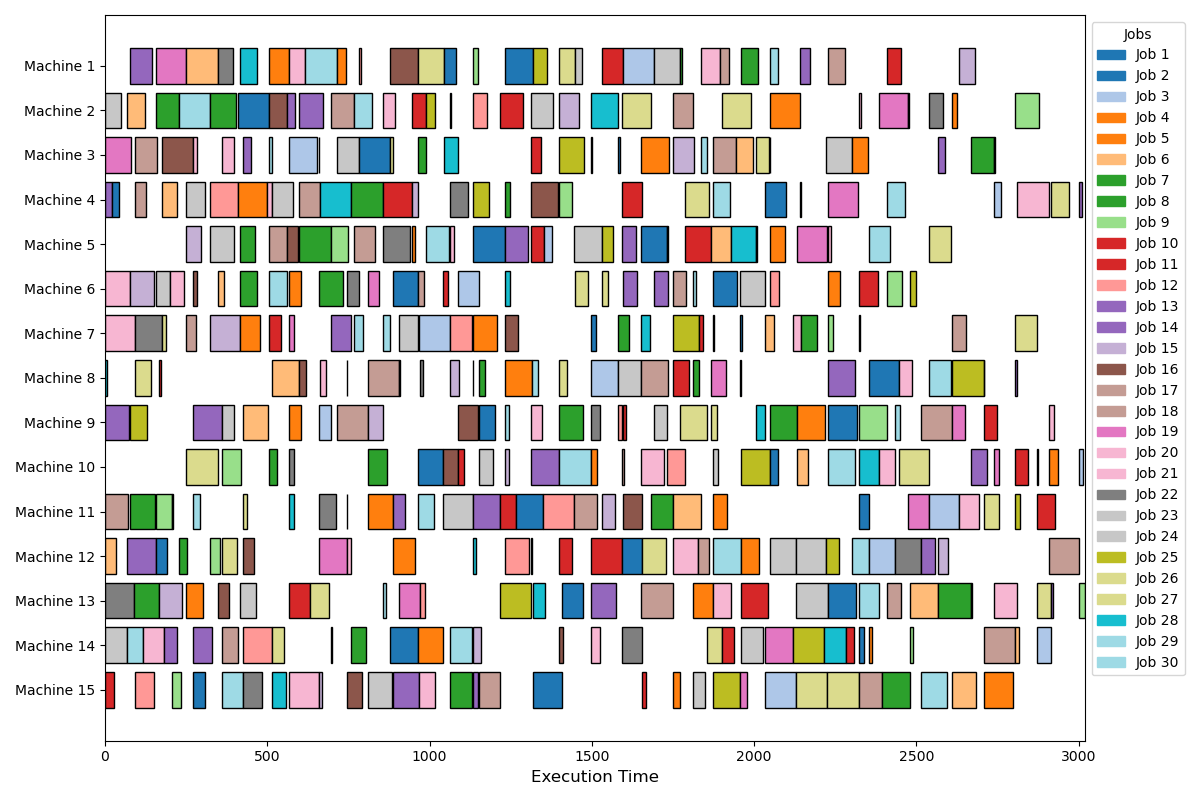 Machine 1
Machine 2
Machine 3
Machine 4
Machine 5
Machine 6
Machine 7
Machine 8
Machine 9
Machine 10
Machine 11
Machine 12
Machine 13
Machine 14
Machine 15
0 500 1000 1500 2000 2500 3000
Execution Time
Jobs
Job 1
Job 2
Job 3
Job 4
Job 5
Job 6
Job 7
Job 8
Job 9
Job 10
Job 11
Job 12
Job 13
Job 14
Job 15
Job 16
Job 17
Job 18
Job 19
Job 20
Job 21
Job 22
Job 23
Job 24
Job 25
Job 26
Job 27
Job 28
Job 29
Job 30